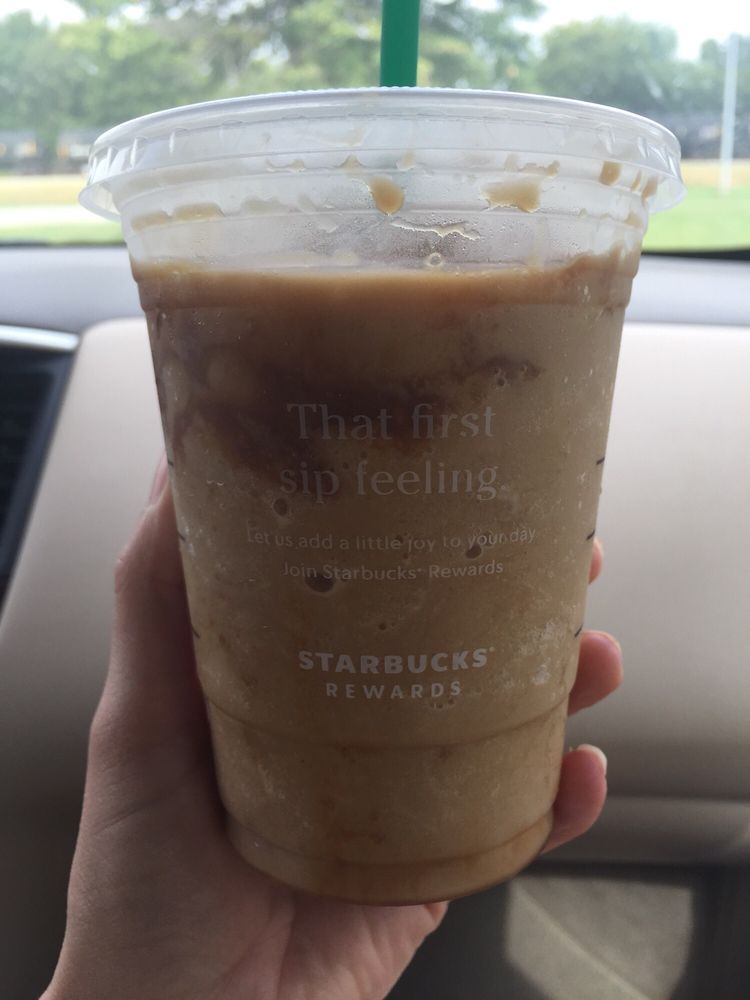 That first
sip feeling.
Let us add a little joy to your day
Join Starbucks® Rewards
STARBUCKS®
REWARDS